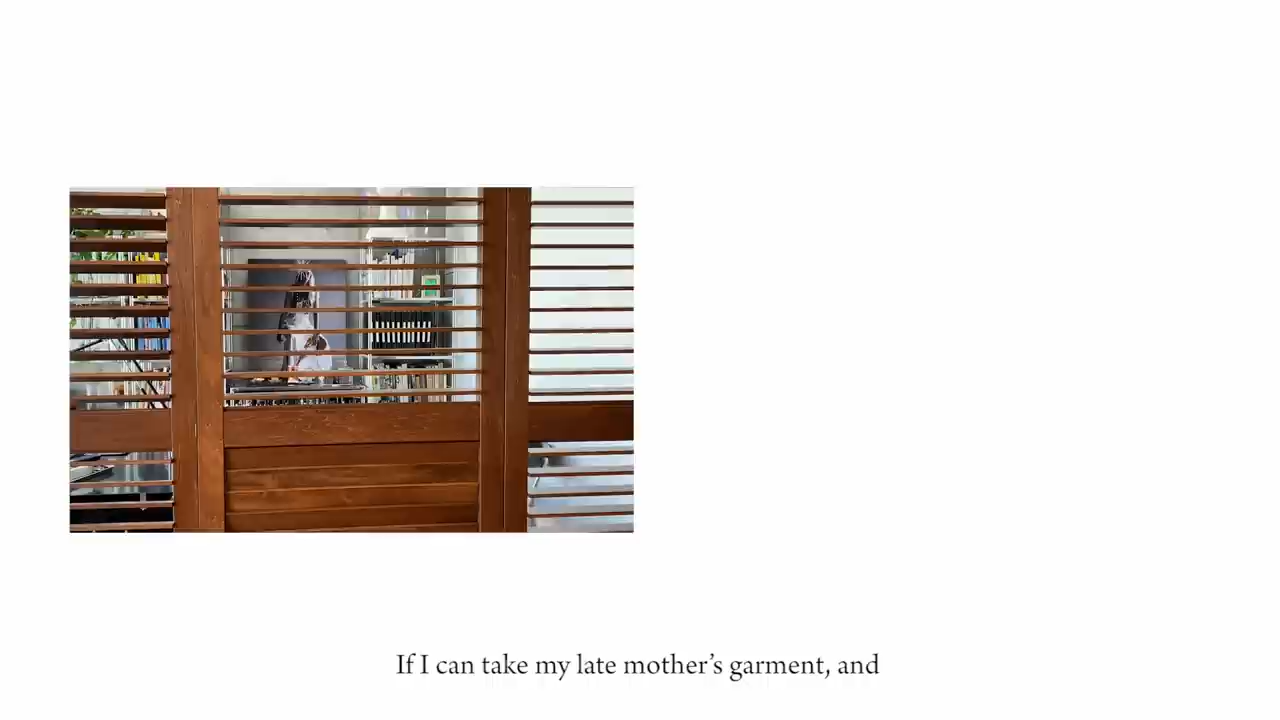 If I can take my late mother’s garment, and